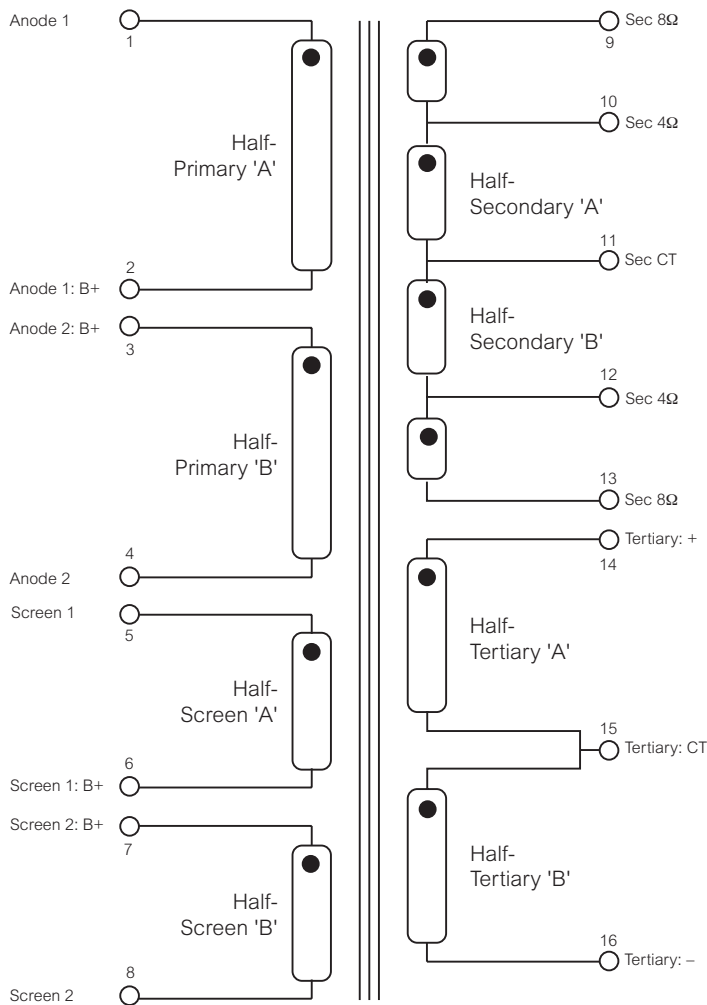 Anode 1
1
Half-
Primary 'A'
2
Anode 1: B+
Anode 2: B+
3
Half-
Primary 'B'
4
Anode 2
Screen 1
5
Half-
Screen 'A'
6
Screen 1: B+
Screen 2: B+
7
Half-
Screen 'B'
8
Screen 2
Sec 8Ω
9
10
Sec 4Ω
Half-
Secondary 'A'
11
Sec CT
Half-
Secondary 'B'
12
Sec 4Ω
13
Sec 8Ω
Tertiary: +
14
Half-
Tertiary 'A'
15
Tertiary: CT
Half-
Tertiary 'B'
16
Tertiary: –